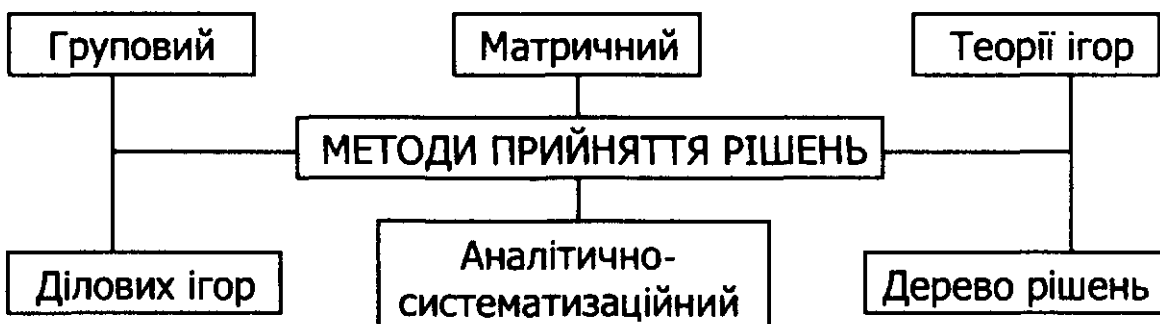 Груповий
Матричний
Теорії ігор
МЕТОДИ ПРИЙНЯТТЯ РІШЕНЬ
Ділових ігор
Аналітично-
систематизаційний
Дерево рішень